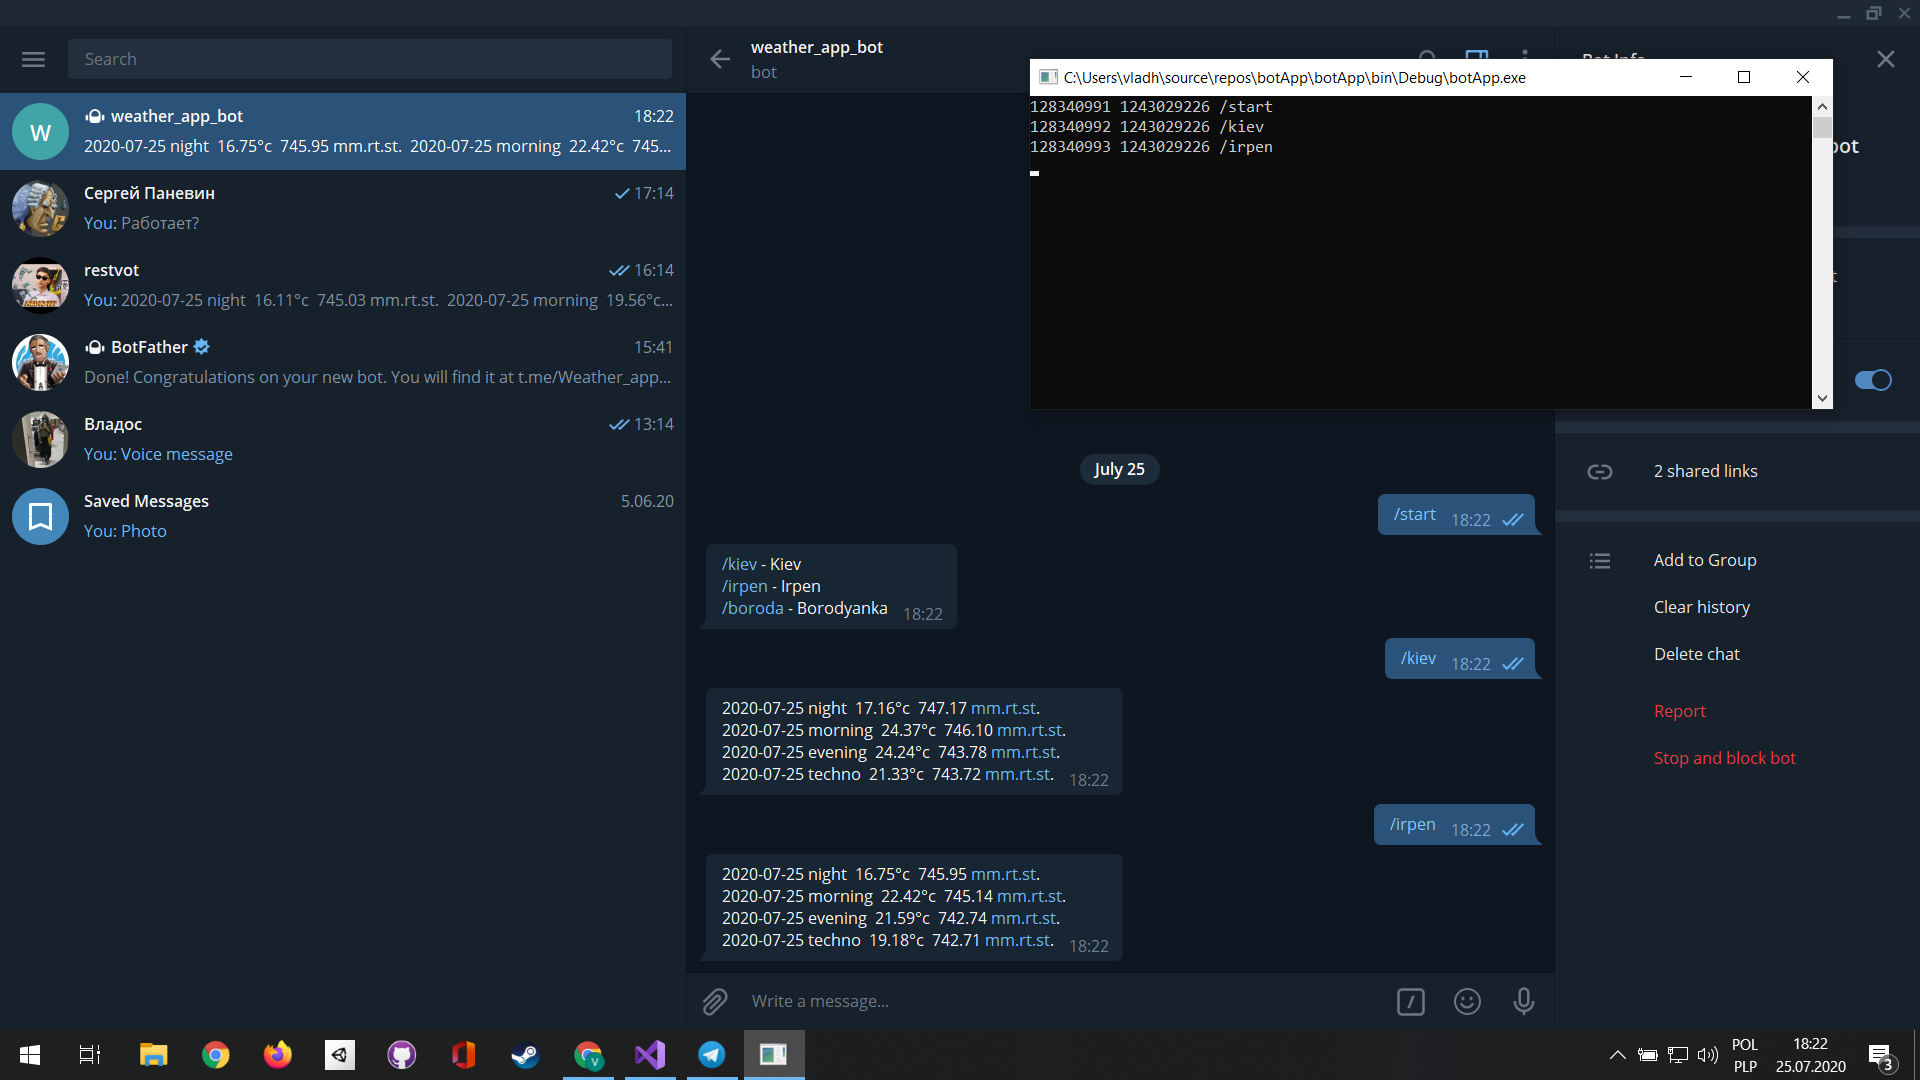 Search
weather_app_bot
18:22
2020-07-25 night 16.75°c 745.95 mm.rt.st. 2020-07-25 morning 22.42°c 745...
Сергей Паневин
17:14
You: Работает?
restvot
16:14
You: 2020-07-25 night 16.11°c 745.03 mm.rt.st. 2020-07-25 morning 19.56°c...
BotFather
15:41
Done! Congratulations on your new bot. You will find it at t.me/Weather_app...
Владос
13:14
You: Voice message
Saved Messages
5.06.20
You: Photo
weather_app_bot
bot
C:\Users\vladh\source\repos\botApp\botApp\bin\Debug\botApp.exe
128340991 1243029226 /start
128340992 1243029226 /kiev
128340993 1243029226 /irpen
July 25
/start 18:22
/kiev - Kiev
/irpen - Irpen
/boroda - Borodyanka 18:22
/kiev 18:22
2020-07-25 night 17.16°c 747.17 mm.rt.st.
2020-07-25 morning 24.37°c 746.10 mm.rt.st.
2020-07-25 evening 24.24°c 743.78 mm.rt.st.
2020-07-25 techno 21.33°c 743.72 mm.rt.st. 18:22
/irpen 18:22
2020-07-25 night 16.75°c 745.95 mm.rt.st.
2020-07-25 morning 22.42°c 745.14 mm.rt.st.
2020-07-25 evening 21.59°c 742.74 mm.rt.st.
2020-07-25 techno 19.18°c 742.71 mm.rt.st. 18:22
Write a message...
Bot Info
bot
2 shared links
Add to Group
Clear history
Delete chat
Report
Stop and block bot
POL
PLP
18:22
25.07.2020
3